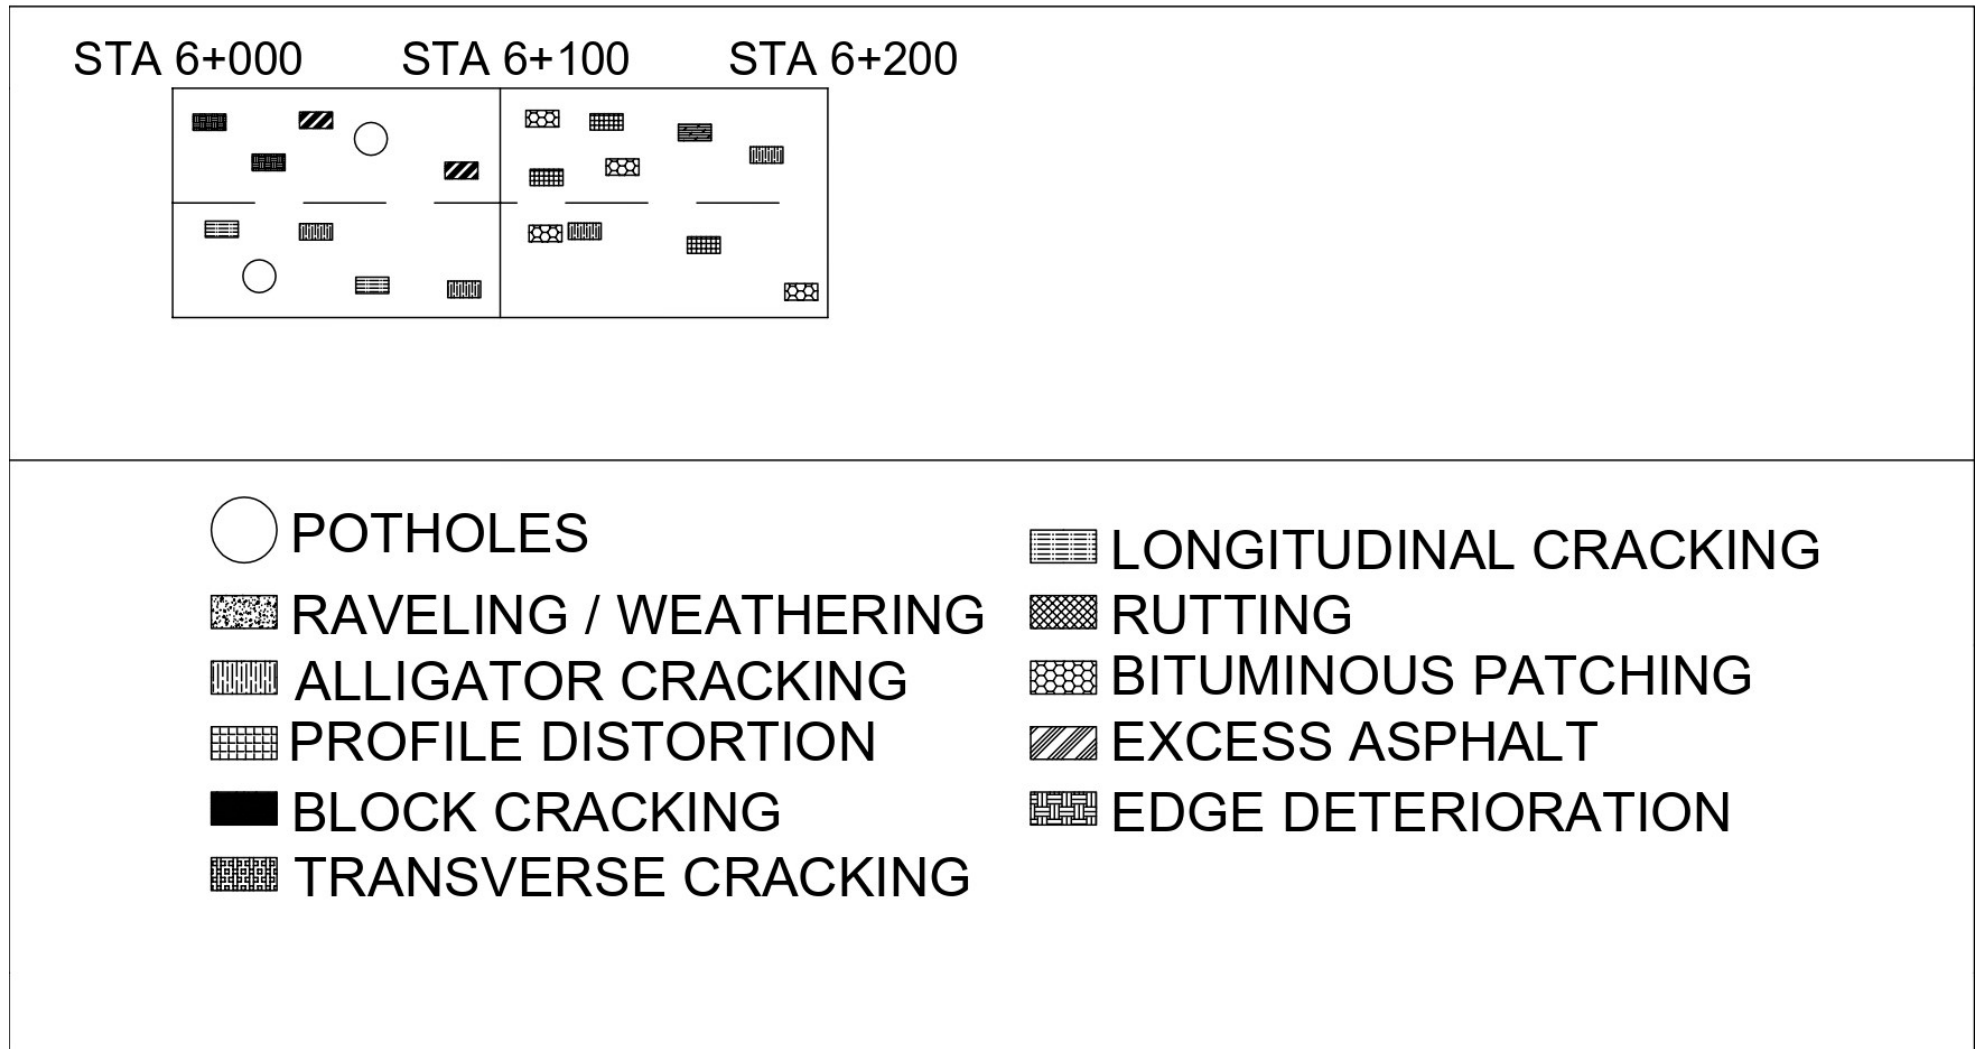 STA 6+000 STA 6+100 STA 6+200
POTHOLES
RAVELING / WEATHERING
ALLIGATOR CRACKING
PROFILE DISTORTION
BLOCK CRACKING
TRANSVERSE CRACKING
LONGITUDINAL CRACKING
RUTTING
BITUMINOUS PATCHING
EXCESS ASPHALT
EDGE DETERIORATION